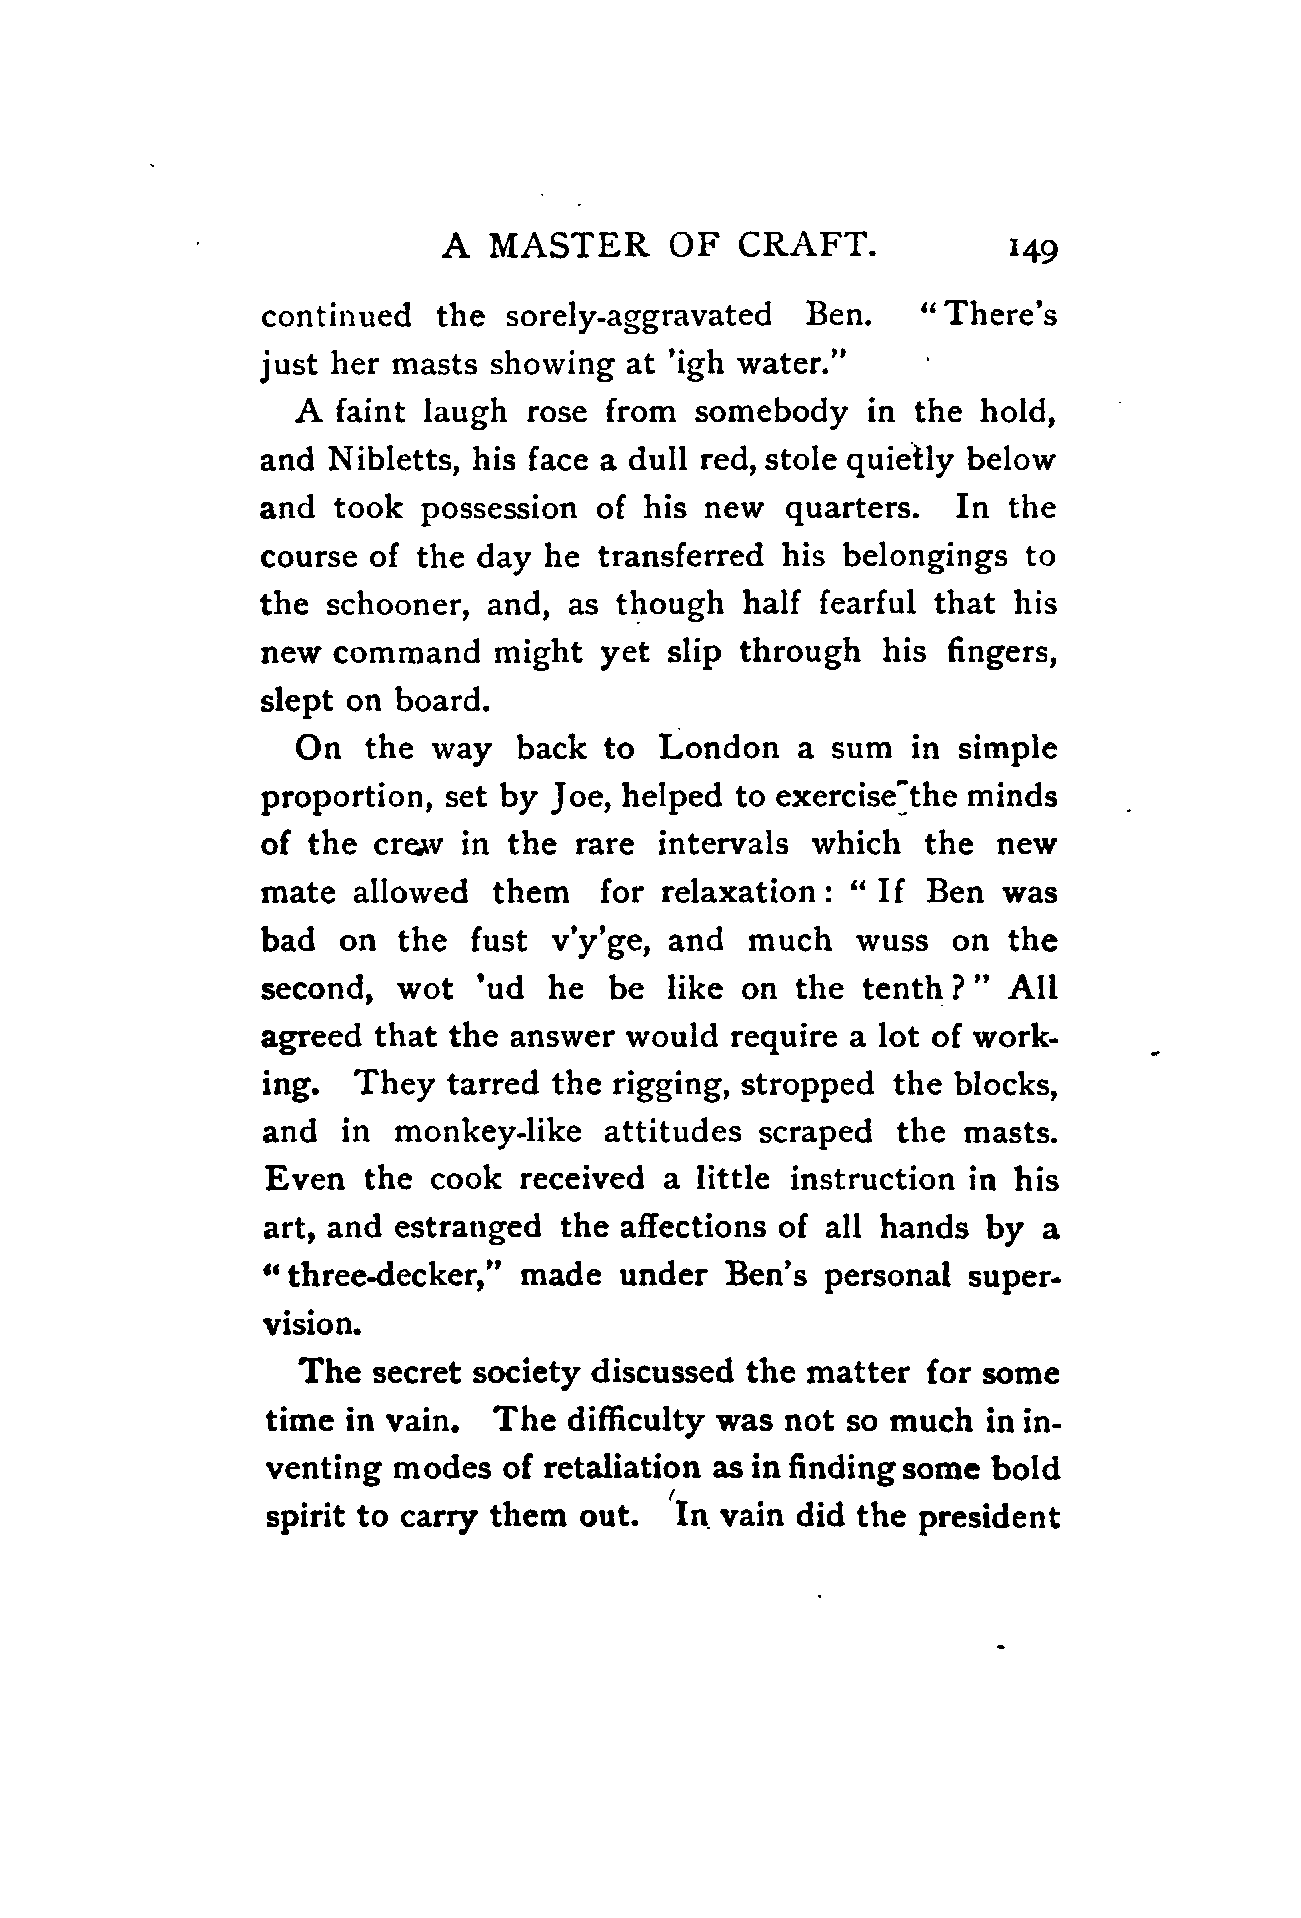 A MASTER OF CRAFT. 149
continued the sorely-aggravated Ben. “There's
just her masts showing at 'igh water.”
A faint laugh rose from somebody in the hold,
and Nibletts, his face a dull red, stole quietly below
and took possession of his new quarters. In the
course of the day he transferred his belongings to
the schooner, and, as though half fearful that his
new command might yet slip through his fingers,
slept on board.
On the way back to London a sum in simple
proportion, set by Joe, helped to exercise the minds
of the crew in the rare intervals which the new
mate allowed them for relaxation: “If Ben was
bad on the fust v'y'ge, and much wuss on the
second, wot 'ud he be like on the tenth?” All
agreed that the answer would require a lot of work-
ing. They tarred the rigging, stropped the blocks,
and in monkey-like attitudes scraped the masts.
Even the cook received a little instruction in his
art, and estranged the affections of all hands by a
“three-decker,” made under Ben's personal super-
vision.
The secret society discussed the matter for some
time in vain. The difficulty was not so much in in-
venting modes of retaliation as in finding some bold
spirit to carry them out. In vain did the president